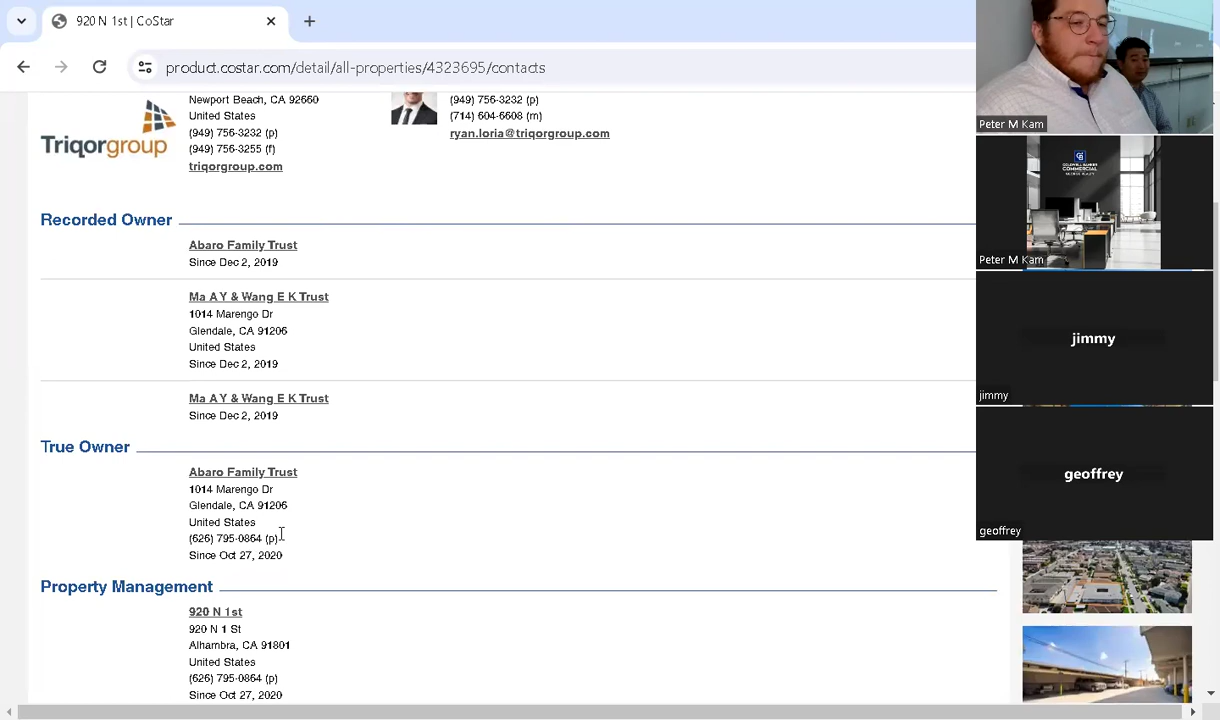 920 N 1st | CoStar
product.costar.com/detail/all-properties/4323695/contacts
Triqorgroup
Newport Beach, CA 92660
United States
(949) 756-3232 (p)
(949) 756-3255 (f)
triqorgroup.com
(949) 756-3232 (p)
(714) 604-6608 (m)
ryan.loria@triqorgroup.com
Recorded Owner
Abaro Family Trust
Since Dec 2, 2019
Ma A Y & Wang E K Trust
1014 Marengo Dr
Glendale, CA 91206
United States
Since Dec 2, 2019
Ma A Y & Wang E K Trust
Since Dec 2, 2019
True Owner
Abaro Family Trust
1014 Marengo Dr
Glendale, CA 91206
United States
(626) 795-0864 (p)
Since Oct 27, 2020
Property Management
920 N 1st
920 N 1 St
Alhambra, CA 91801
United States
(626) 795-0864 (p)
Since Oct 27, 2020
Peter M Kam
COLDWELL BANKER
COMMERCIAL
Peter M Kam
jimmy
jimmy
geoffrey
geoffrey